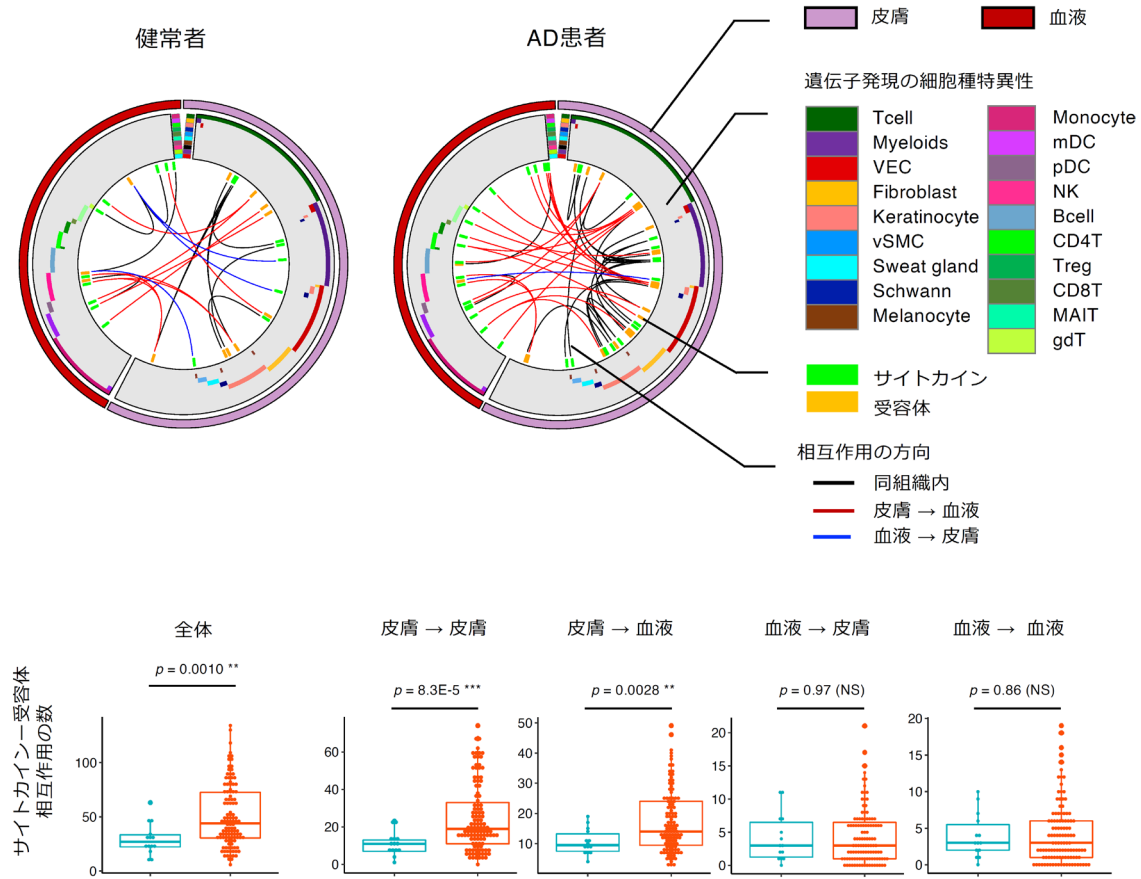 健常者
AD患者
皮膚
血液
遺伝子発現の細胞種特異性
Tcell
Myeloids
VEC
Fibroblast
Keratinocyte
vSMC
Sweat gland
Schwann
Melanocyte
Monocyte
mDC
pDC
NK
Bcell
CD4T
Treg
CD8T
MAIT
gdT
サイトカイン
受容体
相互作用の方向
同組織内
皮膚 → 血液
血液 → 皮膚
サイトカインー受容体
相互作用の数
全体
p = 0.0010 **
100
50
0
皮膚 → 皮膚
p = 8.3E-5 ***
60
40
20
0
皮膚 → 血液
p = 0.0028 **
50
40
30
20
10
血液 → 皮膚
p = 0.97 (NS)
20
15
10
5
0
血液 → 血液
p = 0.86 (NS)
20
15
10
5
0